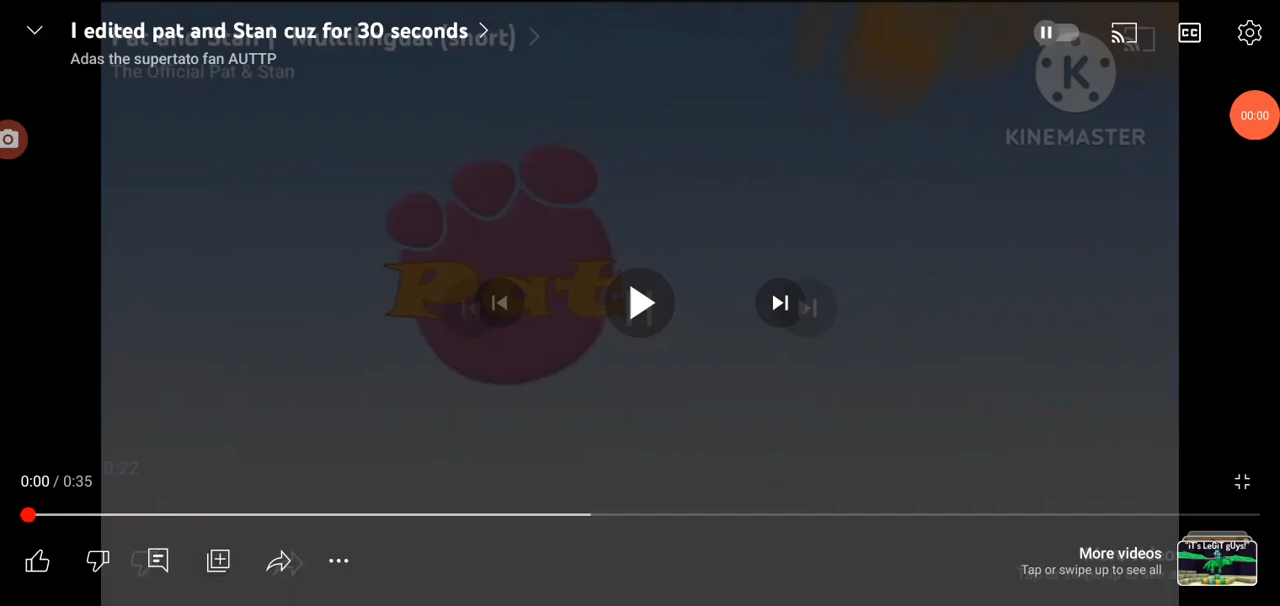 I edited pat and Stan cuz for 30 seconds
Pat and Stan | Multilingual (short)
Adas the supertato fan AUTTP
The Official Pat & Stan
CC
K
KINEMASTER
00:00
Pat
0:22
0:00 / 0:35
iT's LeGiT gUys!
More videos
Tap or swipe up to see all